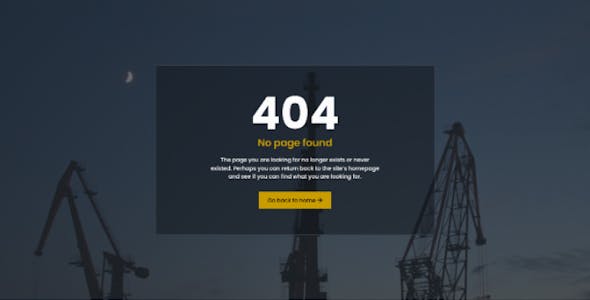 404
No page found
The page you are looking for no longer exists or never
existed. Perhaps you can return back to the site's homepage
and see if you can find what you are looking for.
Go back to home →